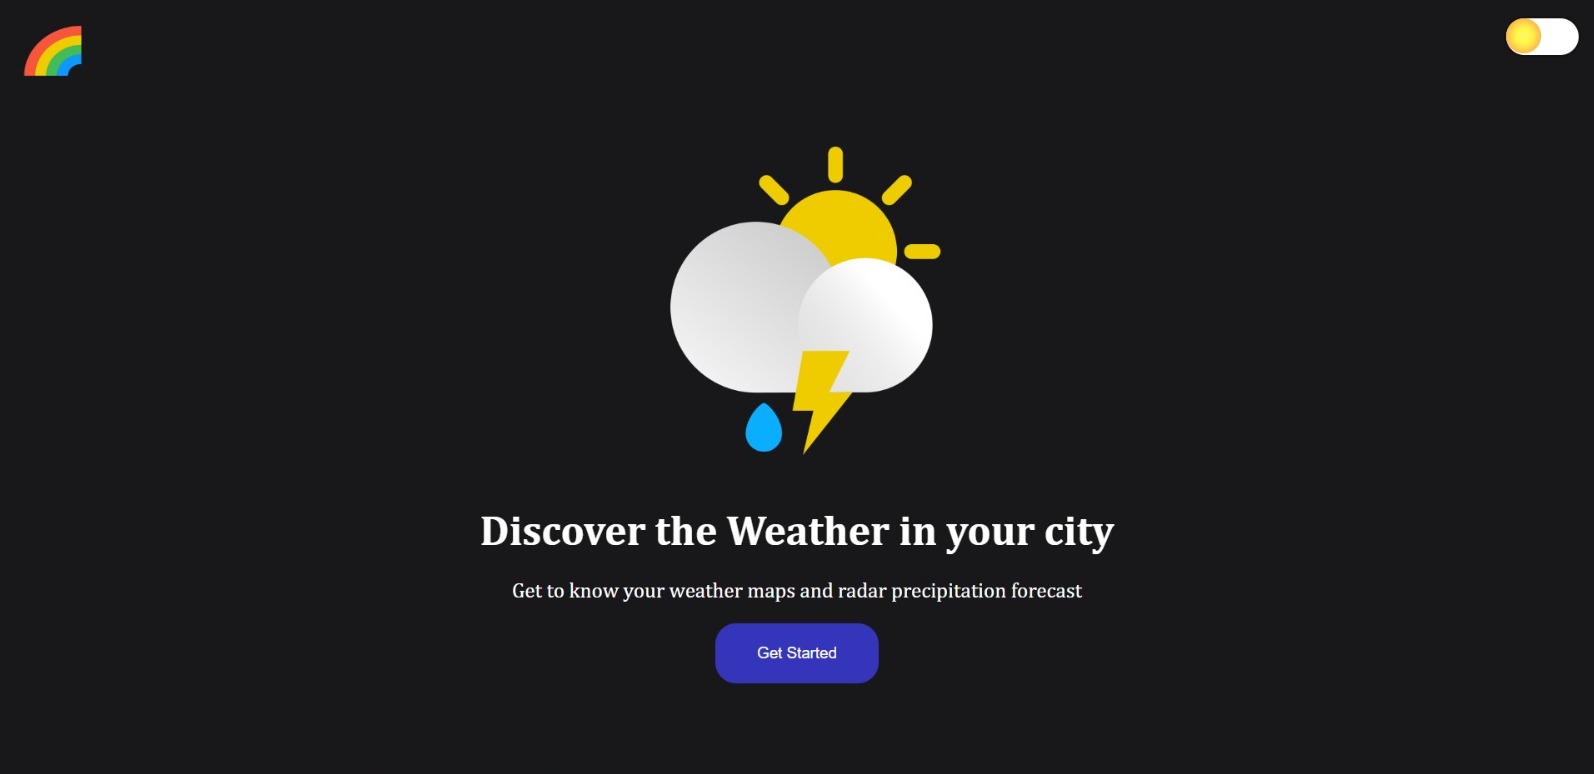 Discover the Weather in your city
Get to know your weather maps and radar precipitation forecast
Get Started